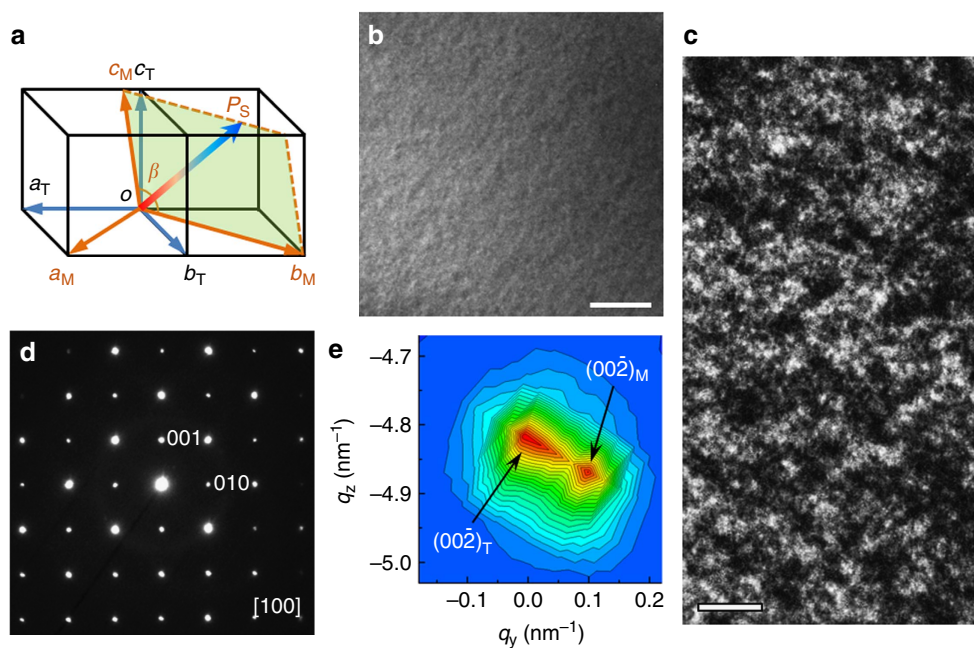 a
c_M c_T
P_S
β
a_T
o
a_M
b_T
b_M
b
c
d
001
010
[100]
e
−4.7
−4.8
−4.9
−5.0
q_z (nm⁻¹)
(002̄)_M
(002̄)_T
−0.1 0.0 0.1 0.2
q_y (nm⁻¹)